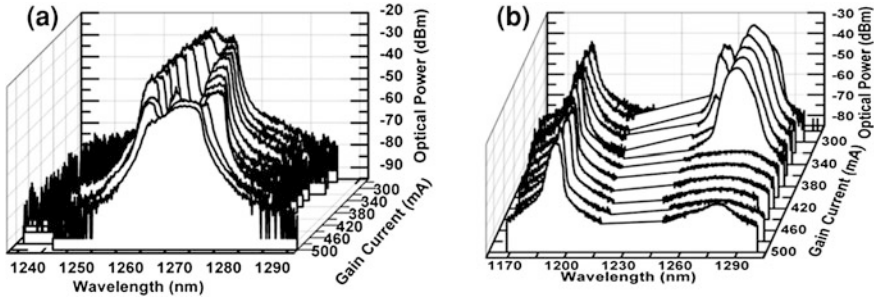 (a)
-20
-30
-40
-50
-60
-70
-80
-90
Optical Power (dBm)
300
340
380
420
460
500
Gain Current (mA)
1240 1250 1260 1270 1280 1290
Wavelength (nm)
(b)
-30
-40
-50
-60
-70
-80
Optical Power (dBm)
300
340
380
420
460
500
Gain Current (mA)
1170 1200 1230 1260 1290
Wavelength (nm)